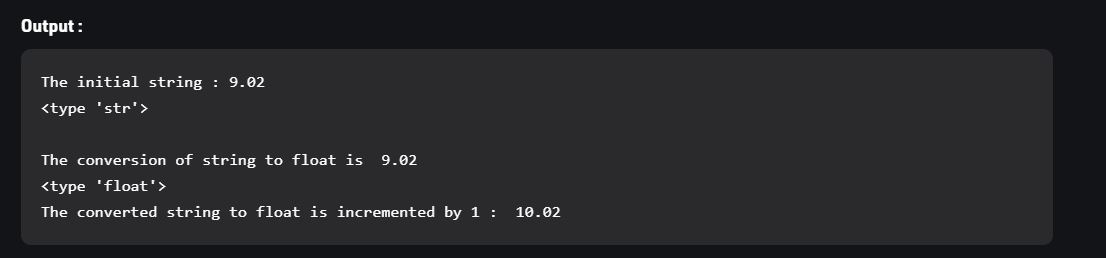 Output :
The initial string : 9.02
<type 'str'>
The conversion of string to float is  9.02
<type 'float'>
The converted string to float is incremented by 1 :  10.02